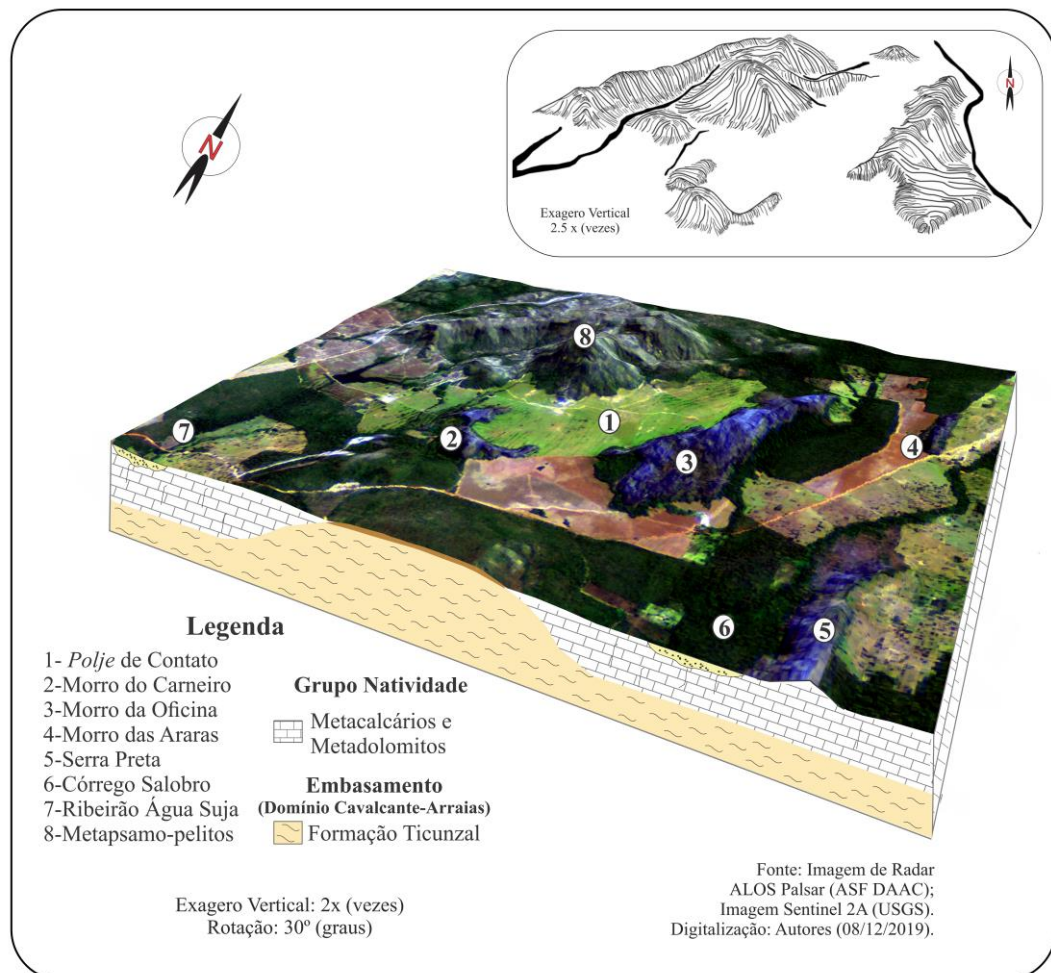 N
N
Exagero Vertical
2.5 x (vezes)
8
1
7
2
3
4
6
5
Legenda
1- Polje de Contato
2-Morro do Carneiro
3-Morro da Oficina
4-Morro das Araras
5-Serra Preta
6-Córrego Salobro
7-Ribeirão Água Suja
8-Metapsamo-pelitos
Grupo Natividade
Metacalcários e
Metadolomitos
Embasamento
(Domínio Cavalcante-Arraias)
Formação Ticunzal
Exagero Vertical: 2x (vezes)
Rotação: 30º (graus)
Fonte: Imagem de Radar
ALOS Palsar (ASF DAAC);
Imagem Sentinel 2A (USGS).
Digitalização: Autores (08/12/2019).